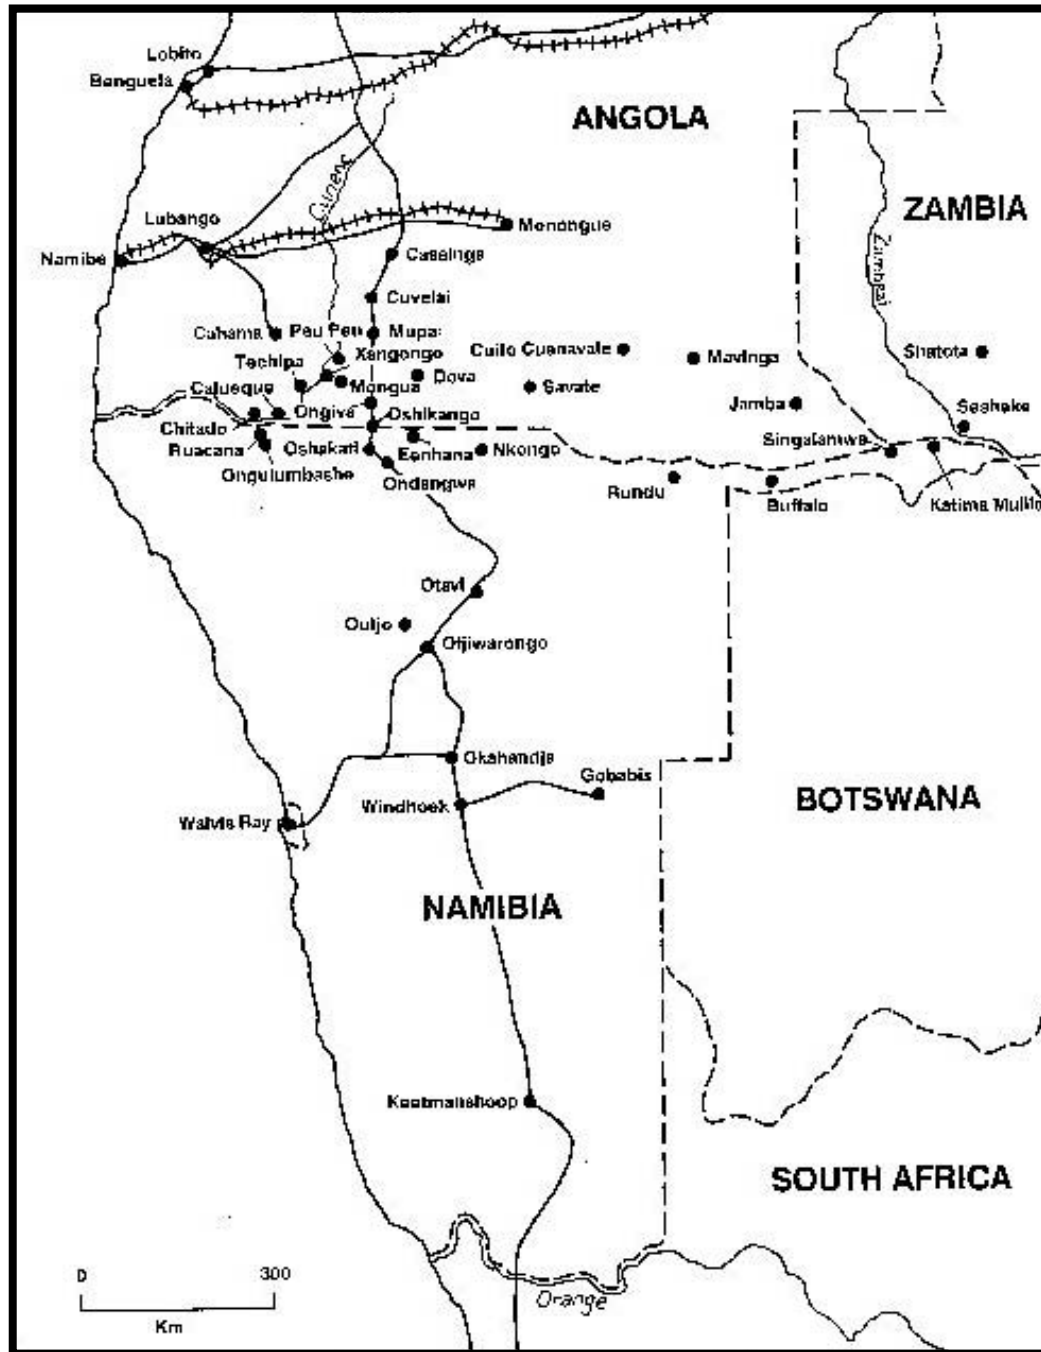 Lobito
Benguela
ANGOLA
Cunene
ZAMBIA
Lubango
Menongue
Namibe
Cassinga
Zambezi
Cuvelai
Cahama
Peu Peu
Mupa
Xangongo
Cuito Cuanavale
Mavinga
Shatota
Techipa
Dova
Mongua
Savate
Calueque
Ongiva
Oshikango
Jamba
Sesheke
Chitado
Singalamwe
Ruacana
Oshakati
Eenhana
Nkongo
Ongulumbashe
Ondangwa
Rundu
Buffalo
Katima Mulilo
Otavi
Outjo
Otjiwarongo
Okahandja
Gobabis
BOTSWANA
Windhoek
Walvis Bay
NAMIBIA
Keetmanshoop
SOUTH AFRICA
0 300
Km
Orange